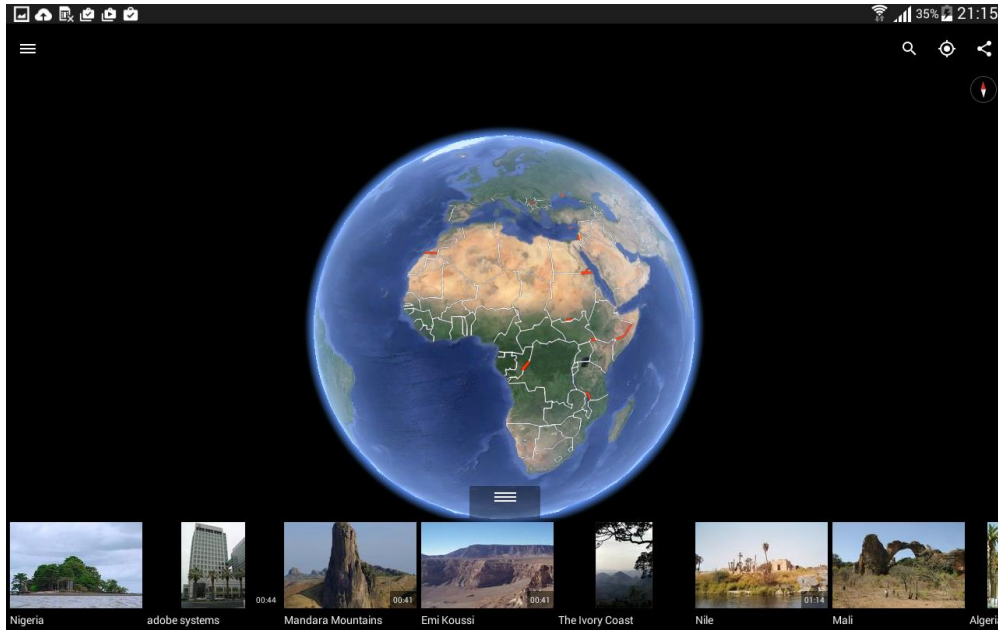 35% 21:15
00:44
00:41
00:41
01:14
Nigeria
adobe systems
Mandara Mountains
Emi Koussi
The Ivory Coast
Nile
Mali
Algeri